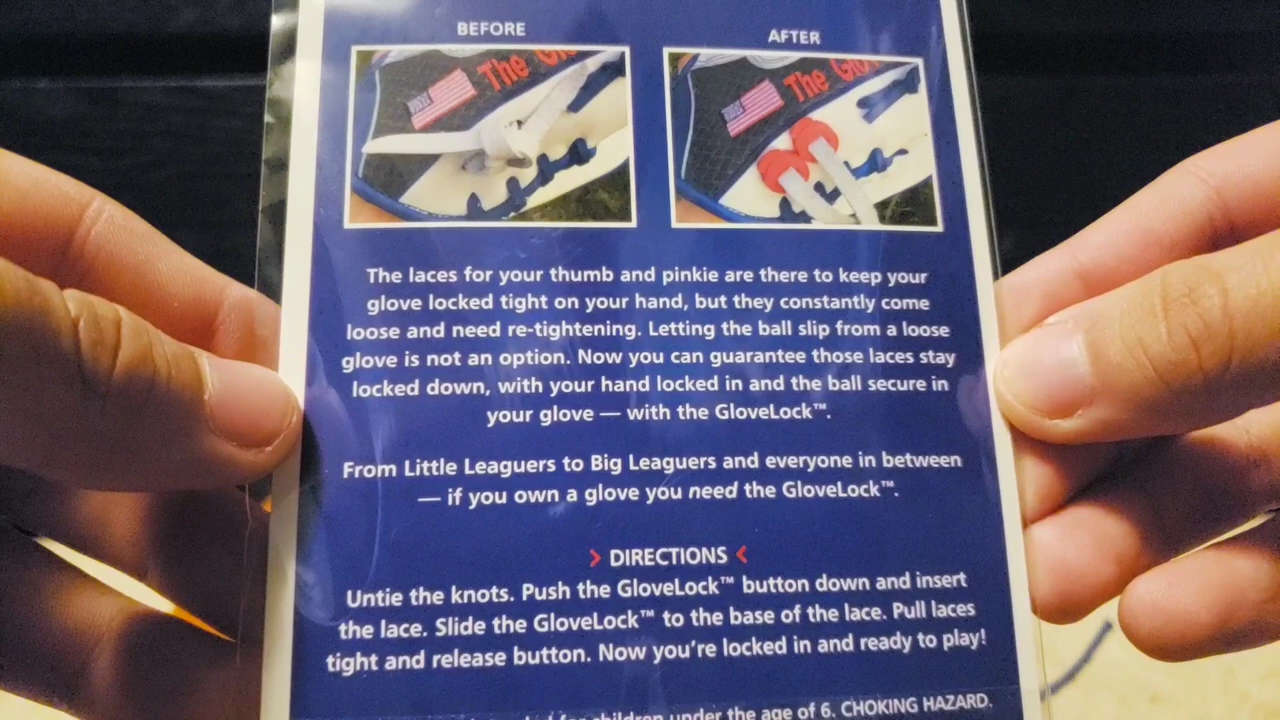 BEFORE
AFTER
The Glo
The Glov
The laces for your thumb and pinkie are there to keep your
glove locked tight on your hand, but they constantly come
loose and need re-tightening. Letting the ball slip from a loose
glove is not an option. Now you can guarantee those laces stay
locked down, with your hand locked in and the ball secure in
your glove — with the GloveLock™.
From Little Leaguers to Big Leaguers and everyone in between
— if you own a glove you need the GloveLock™.
> DIRECTIONS <
Untie the knots. Push the GloveLock™ button down and insert
the lace. Slide the GloveLock™ to the base of the lace. Pull laces
tight and release button. Now you're locked in and ready to play!
for children under the age of 6. CHOKING HAZARD.